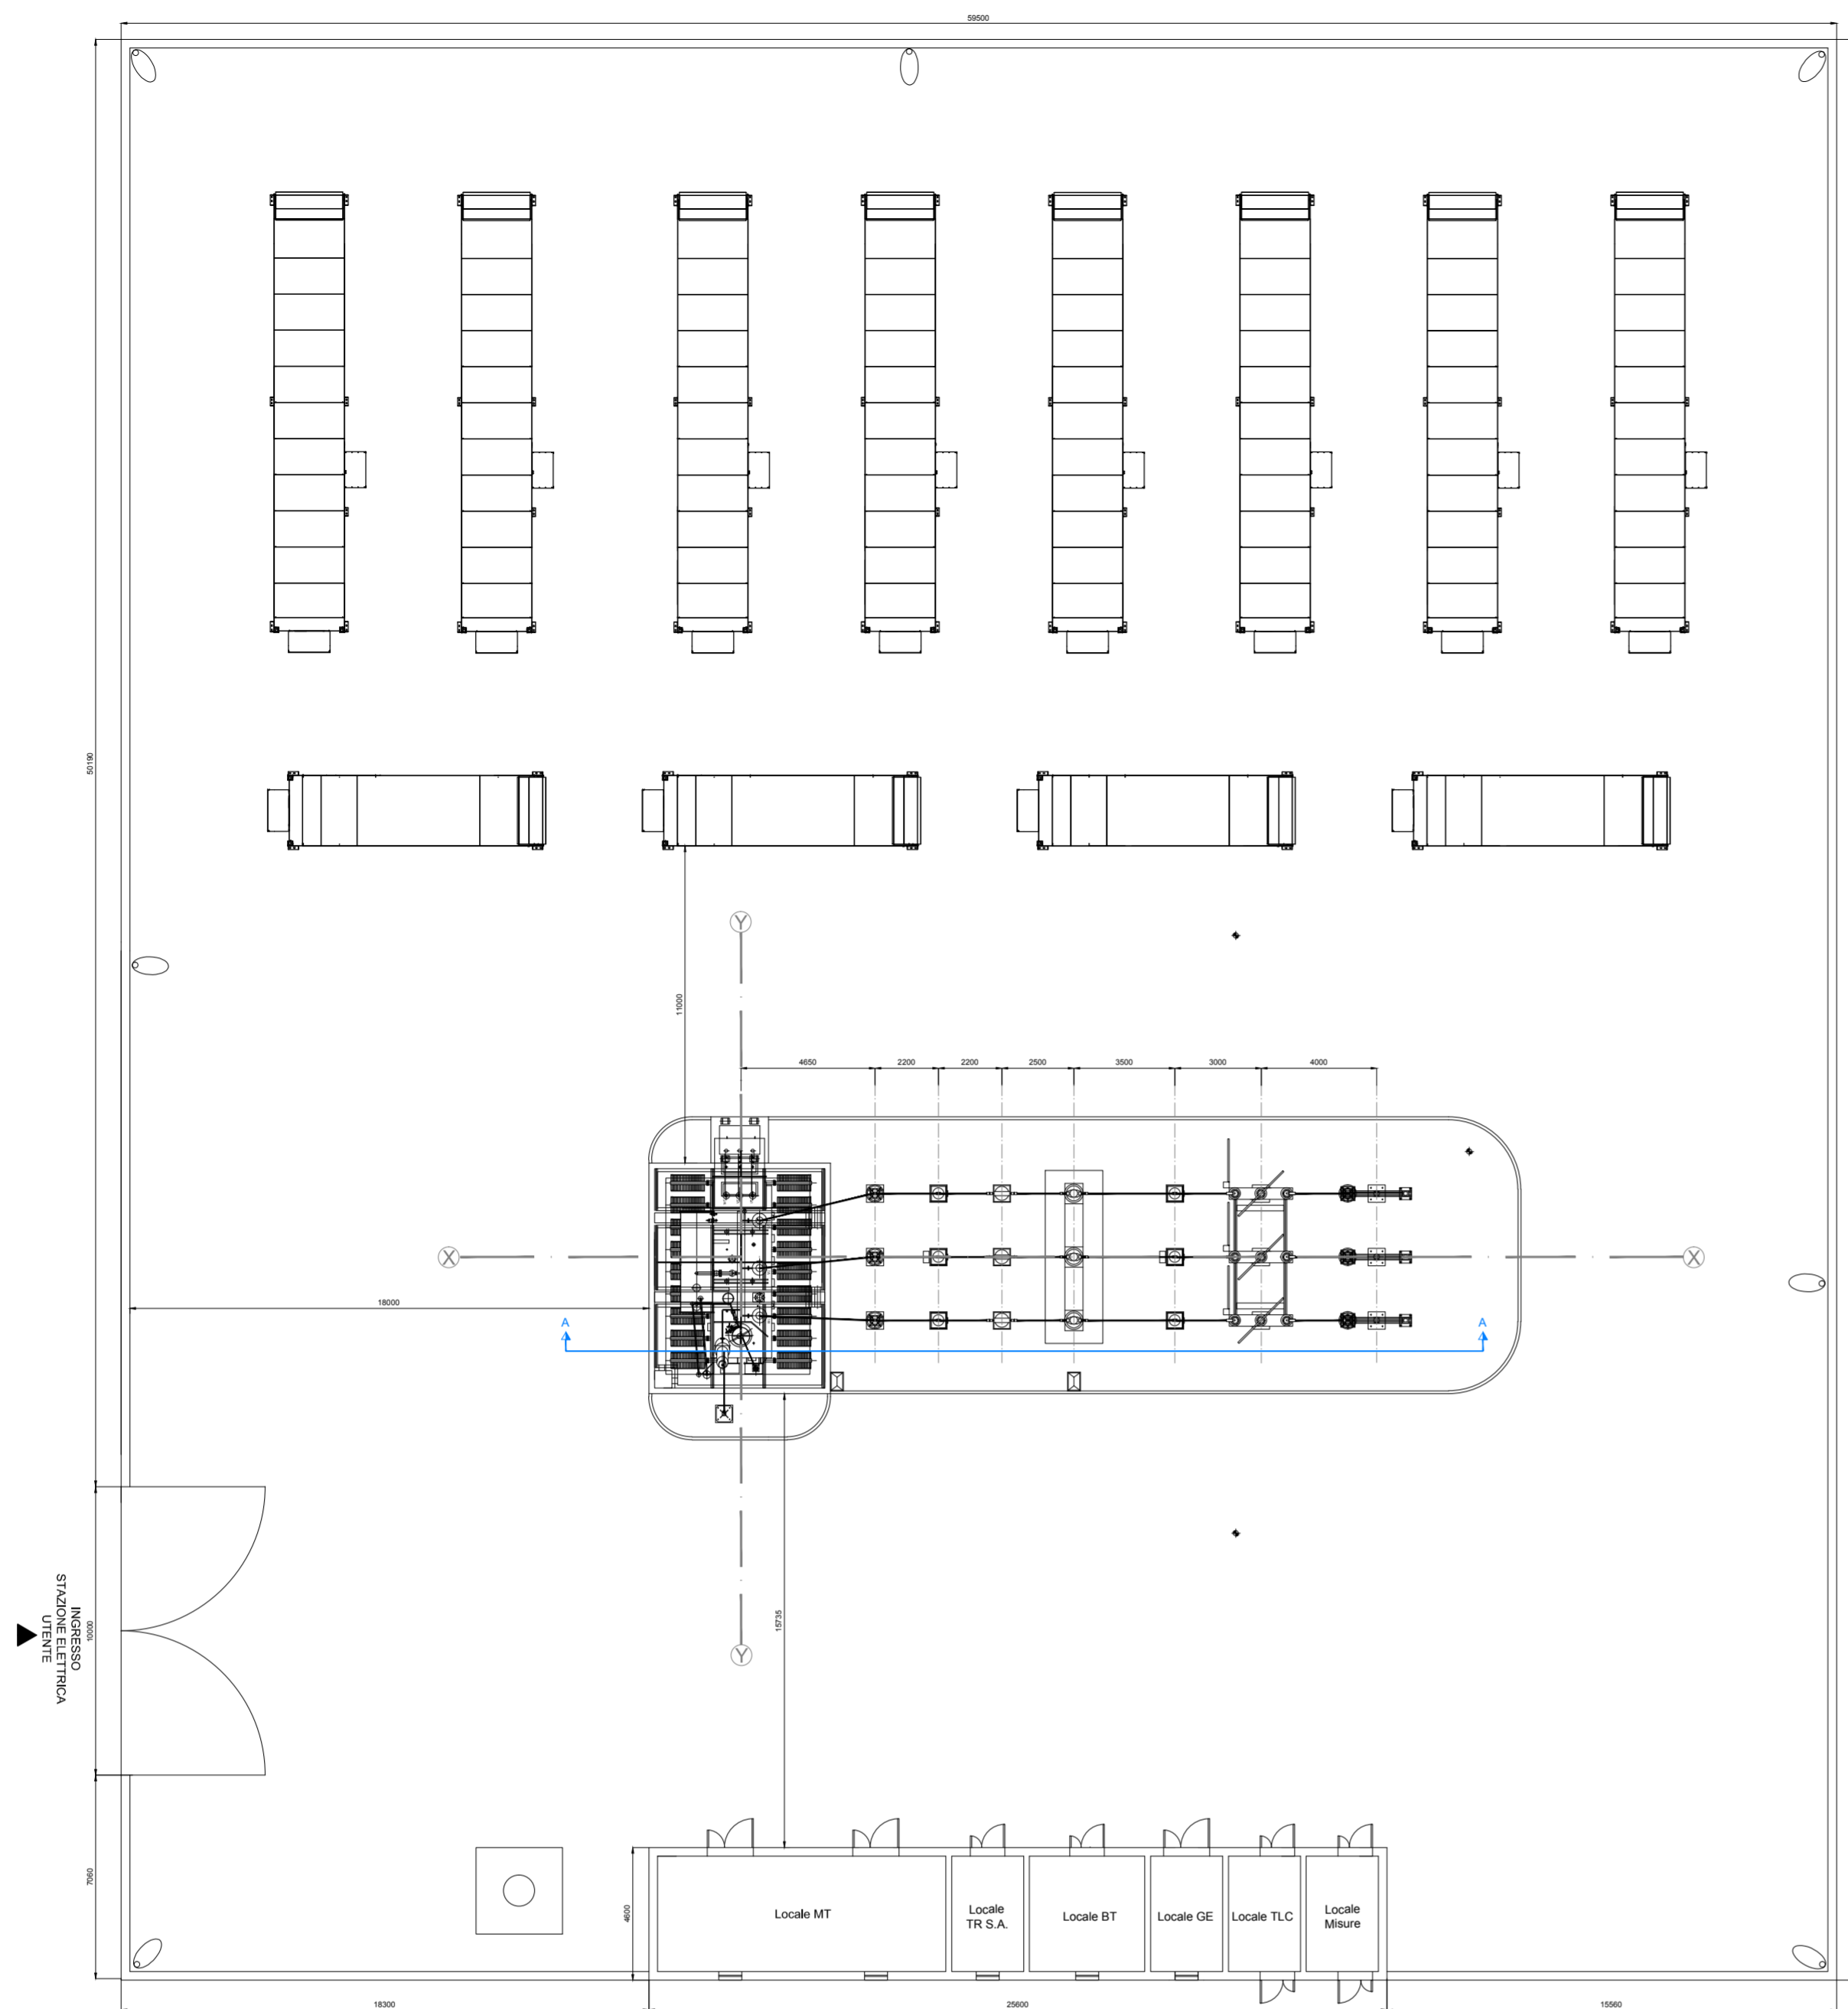 59500
50190
Y
11000
4650
2200
2200
2500
3500
3000
4000
X
X
18000
A
A
15735
Y
10000
INGRESSO
STAZIONE ELETTRICA
UTENTE
7060
4600
Locale MT
Locale
TR S.A.
Locale BT
Locale GE
Locale TLC
Locale
Misure
18300
25600
15560